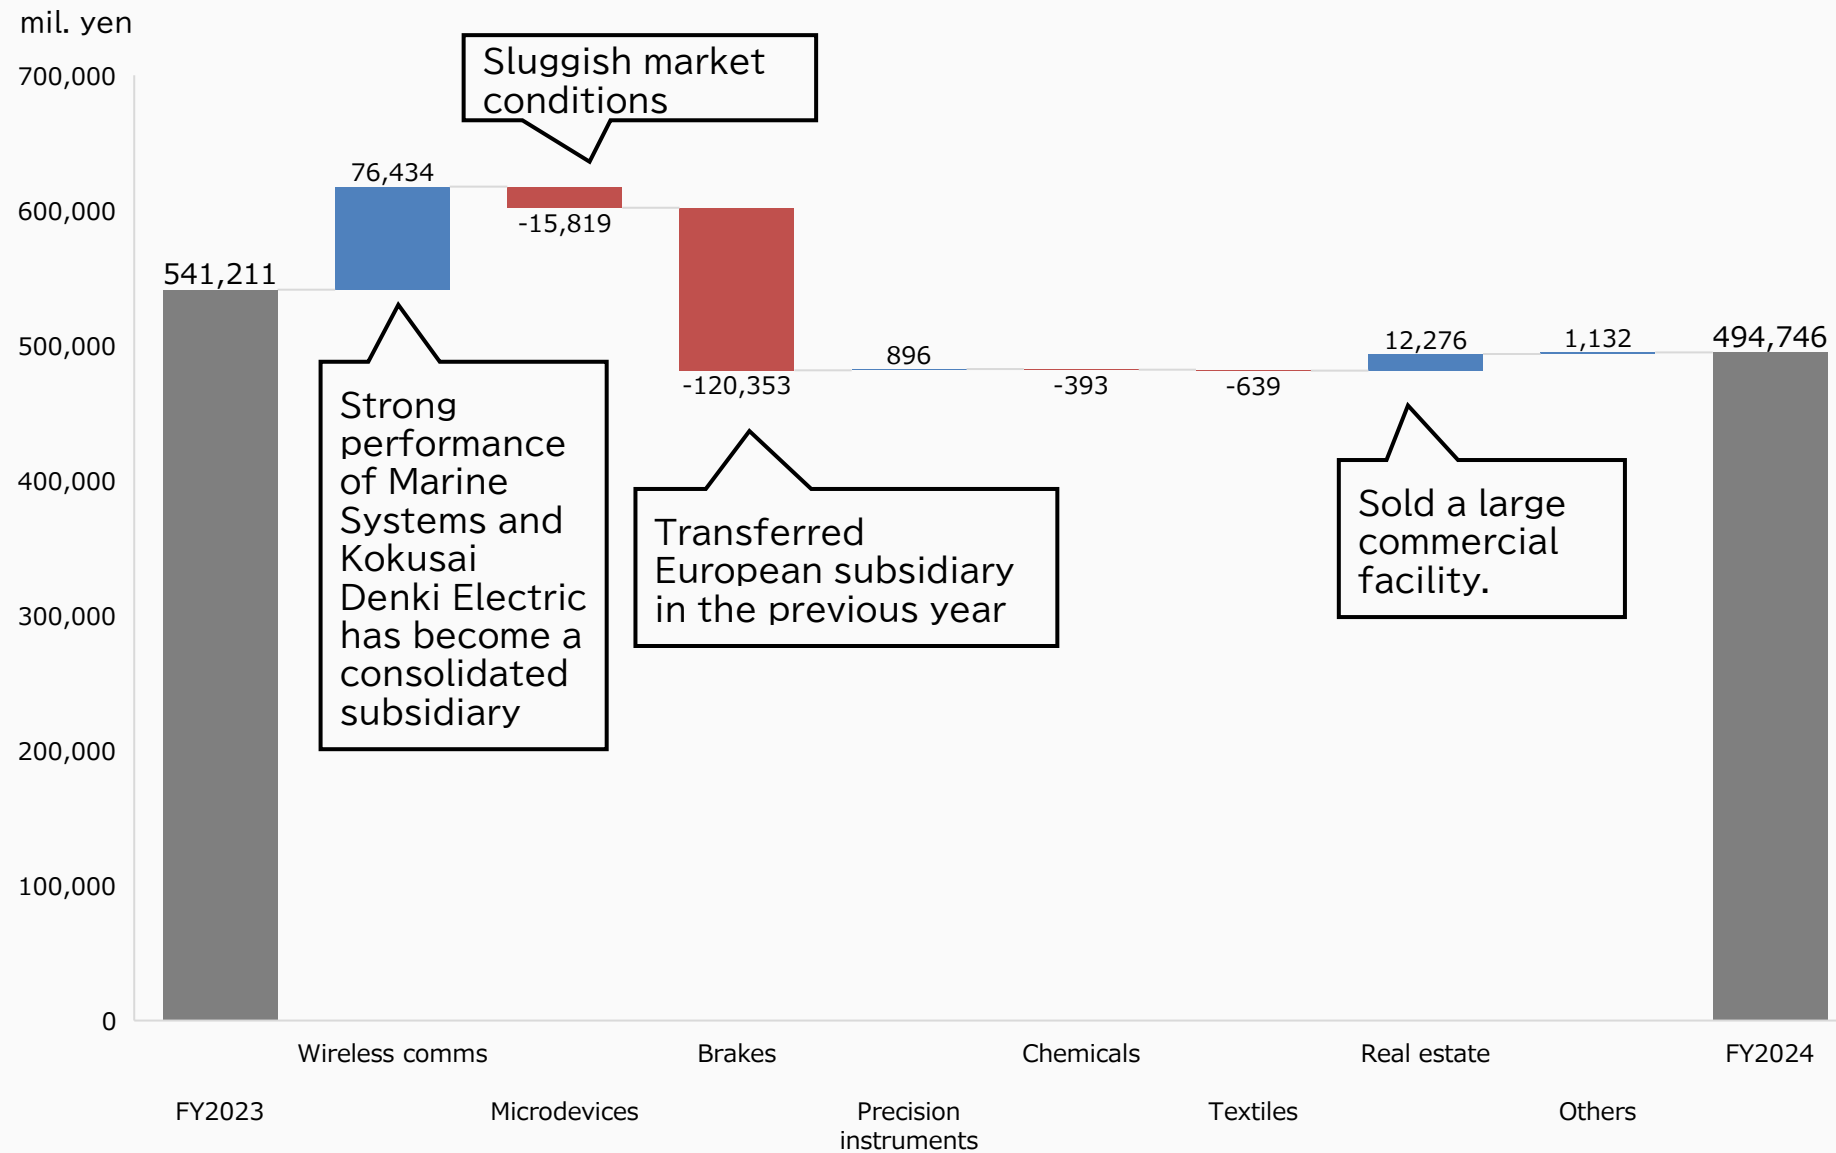 mil. yen
700,000
600,000
500,000
400,000
300,000
200,000
100,000
0
Sluggish market
conditions
541,211
76,434
-15,819
-120,353
896
-393
-639
12,276
1,132
494,746
Strong
performance
of Marine
Systems and
Kokusai
Denki Electric
has become a
consolidated
subsidiary
Transferred
European subsidiary
in the previous year
Sold a large
commercial
facility.
FY2023
Wireless comms
Microdevices
Brakes
Precision
instruments
Chemicals
Textiles
Real estate
Others
FY2024